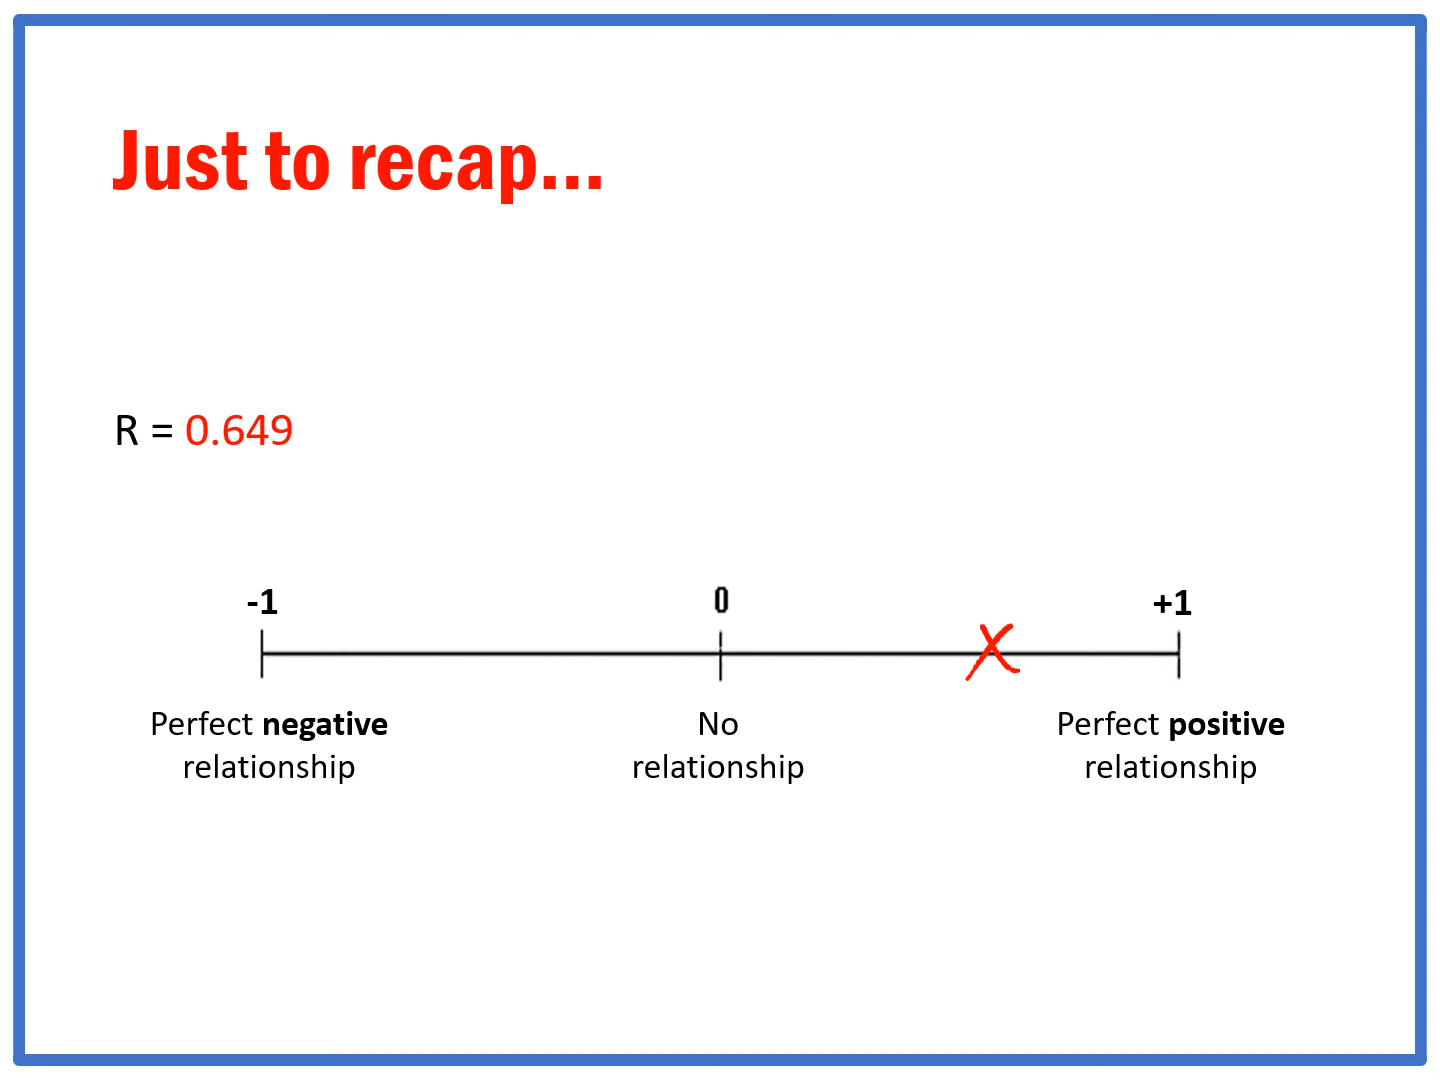 Just to recap...
R = 0.649
-1 0 +1
Perfect negative relationship
No relationship
Perfect positive relationship